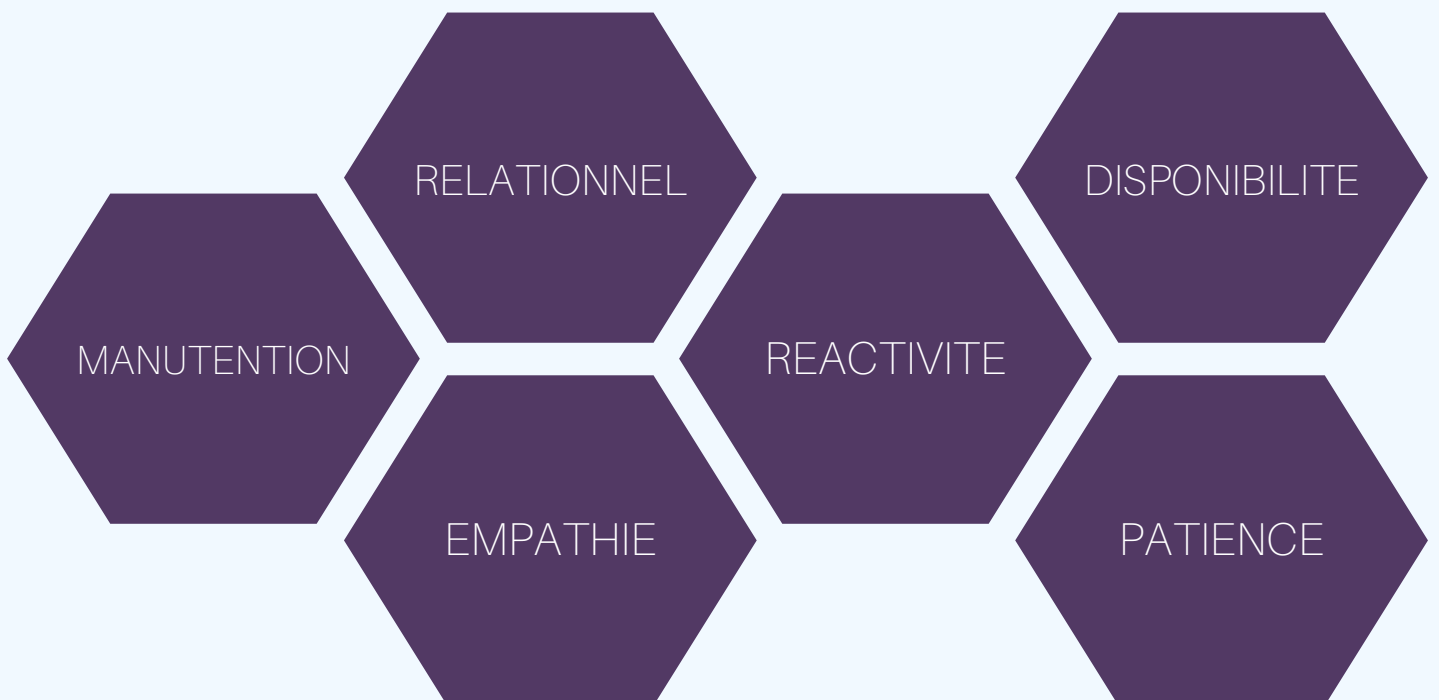 RELATIONNEL
DISPONIBILITE
MANUTENTION
REACTIVITE
EMPATHIE
PATIENCE